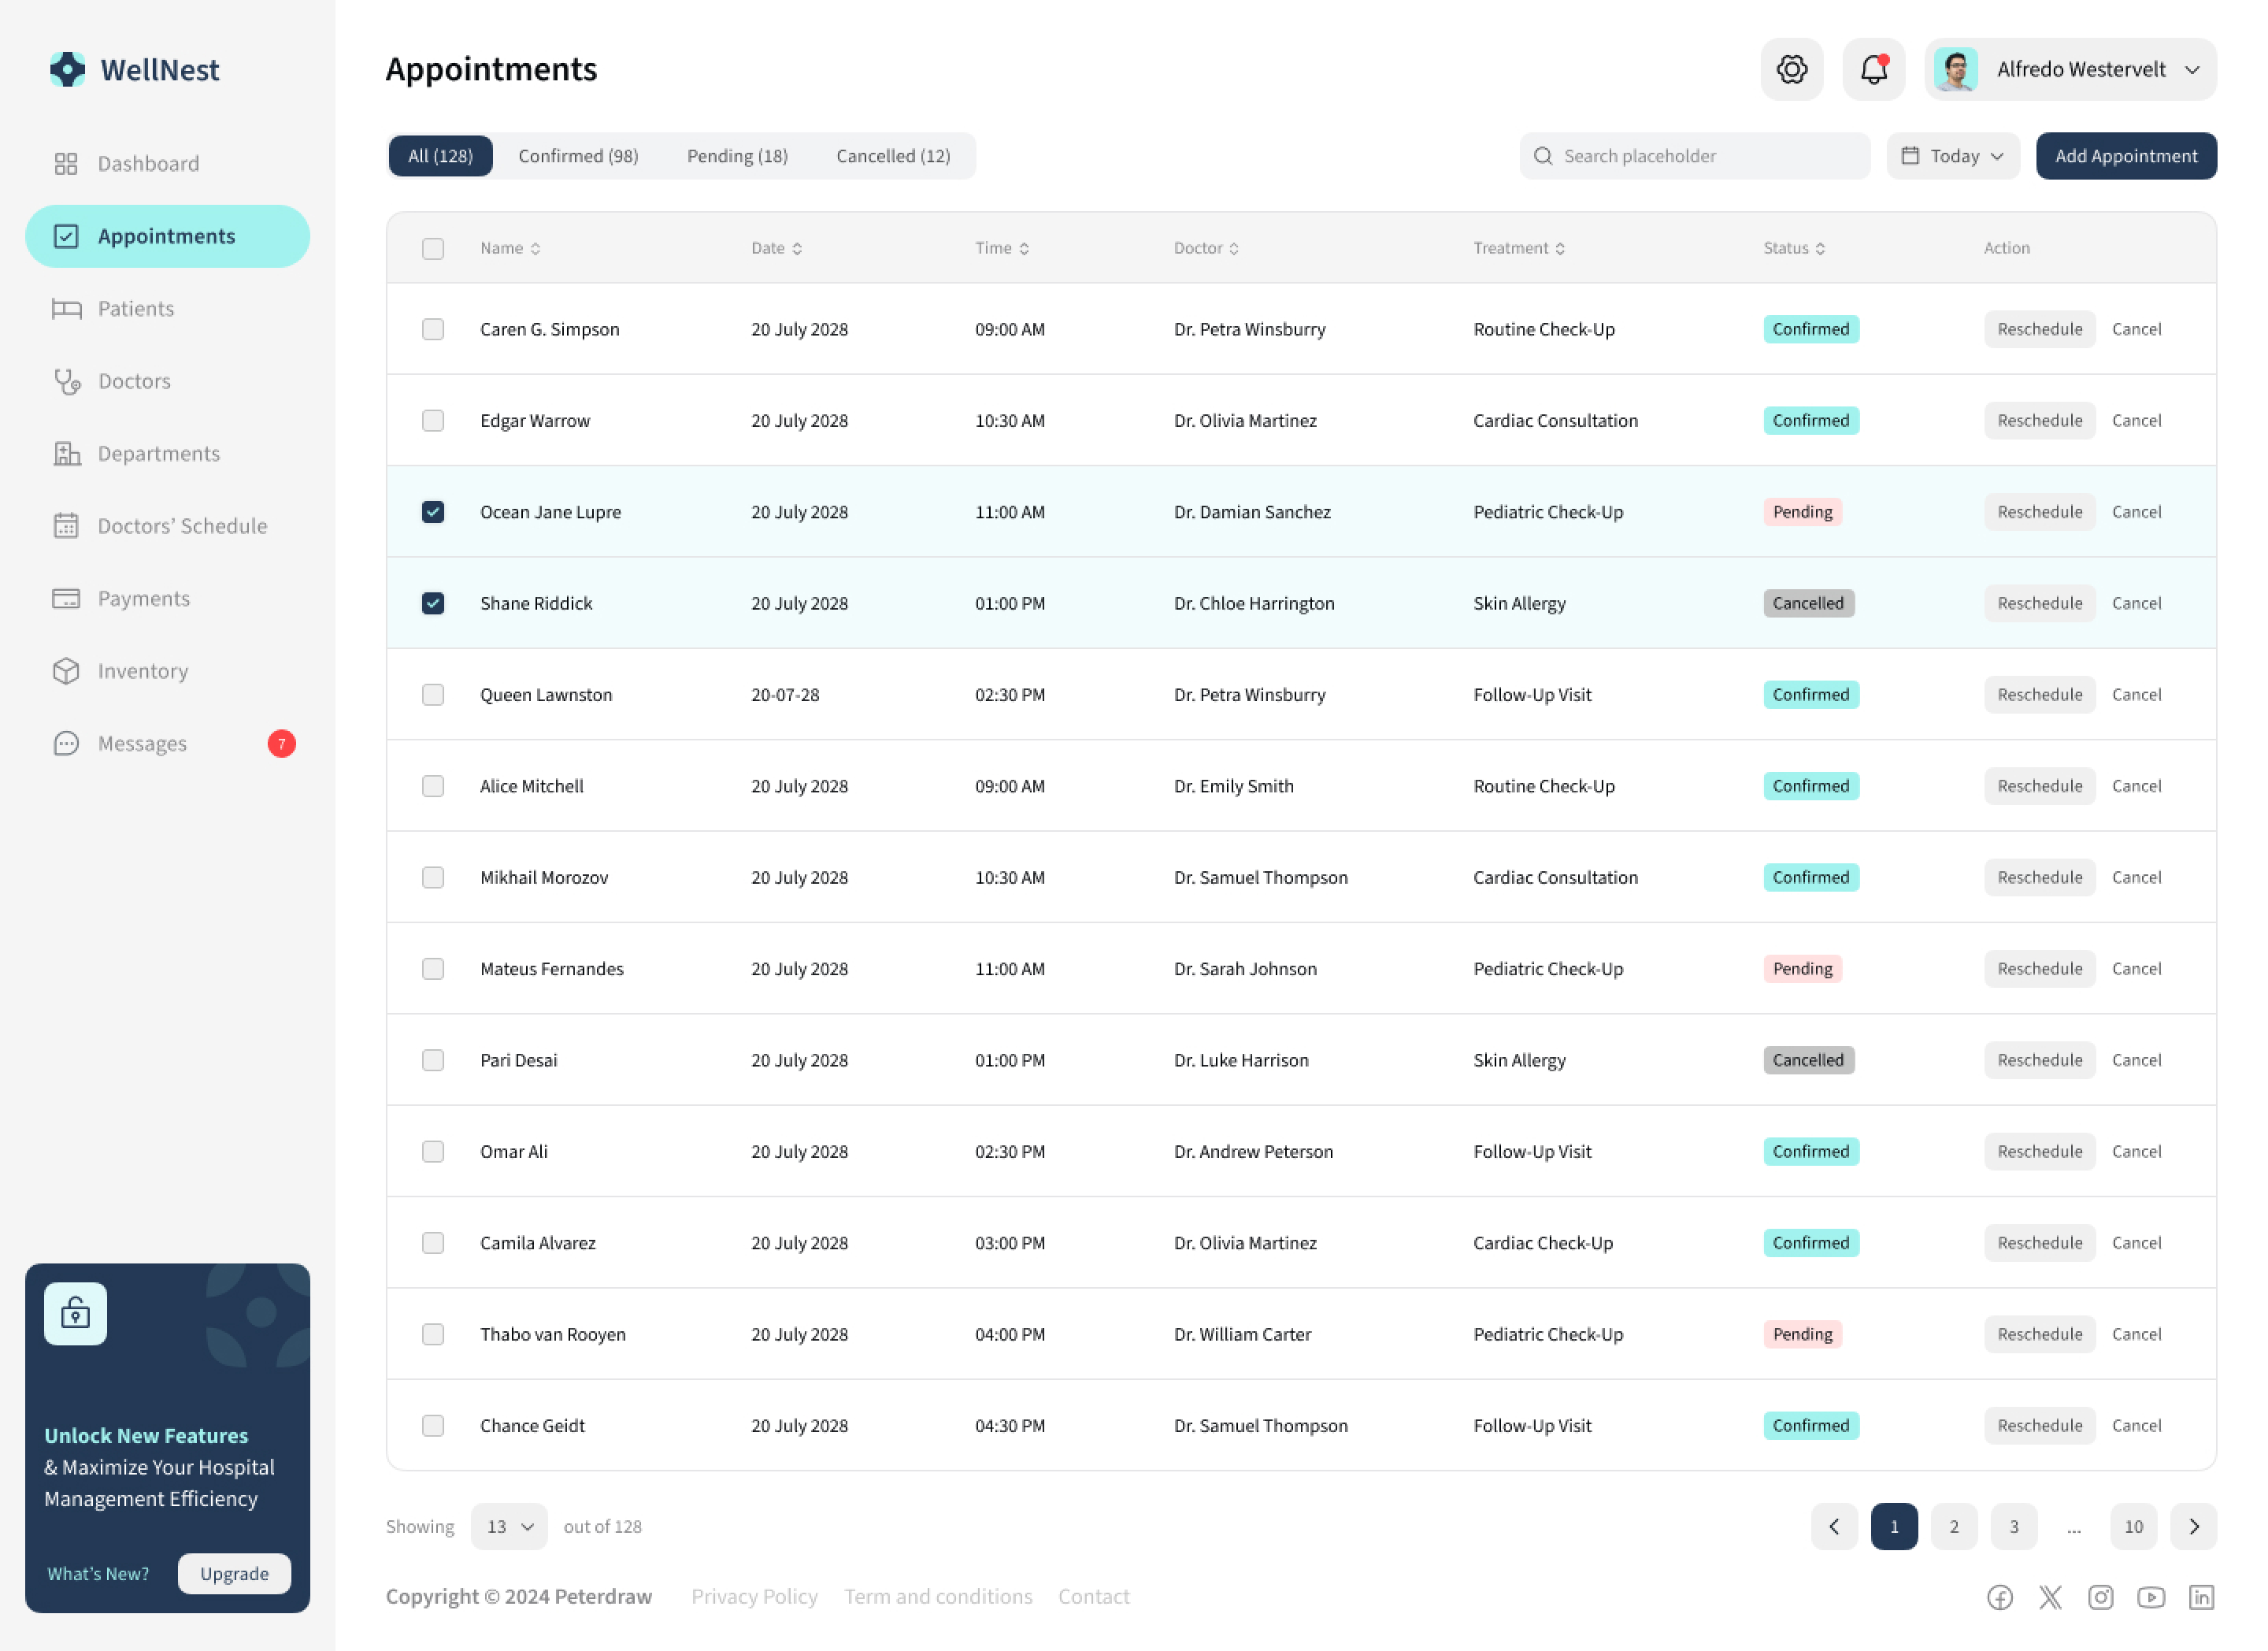 WellNest
Dashboard
Appointments
Patients
Doctors
Departments
Doctors’ Schedule
Payments
Inventory
Messages 7
Unlock New Features
& Maximize Your Hospital
Management Efficiency
What’s New? Upgrade
Appointments
Alfredo Westervelt
All (128) Confirmed (98) Pending (18) Cancelled (12)
Search placeholder Today Add Appointment
Name Date Time Doctor Treatment Status Action
Caren G. Simpson 20 July 2028 09:00 AM Dr. Petra Winsburry Routine Check-Up Confirmed Reschedule Cancel
Edgar Warrow 20 July 2028 10:30 AM Dr. Olivia Martinez Cardiac Consultation Confirmed Reschedule Cancel
Ocean Jane Lupre 20 July 2028 11:00 AM Dr. Damian Sanchez Pediatric Check-Up Pending Reschedule Cancel
Shane Riddick 20 July 2028 01:00 PM Dr. Chloe Harrington Skin Allergy Cancelled Reschedule Cancel
Queen Lawnston 20-07-28 02:30 PM Dr. Petra Winsburry Follow-Up Visit Confirmed Reschedule Cancel
Alice Mitchell 20 July 2028 09:00 AM Dr. Emily Smith Routine Check-Up Confirmed Reschedule Cancel
Mikhail Morozov 20 July 2028 10:30 AM Dr. Samuel Thompson Cardiac Consultation Confirmed Reschedule Cancel
Mateus Fernandes 20 July 2028 11:00 AM Dr. Sarah Johnson Pediatric Check-Up Pending Reschedule Cancel
Pari Desai 20 July 2028 01:00 PM Dr. Luke Harrison Skin Allergy Cancelled Reschedule Cancel
Omar Ali 20 July 2028 02:30 PM Dr. Andrew Peterson Follow-Up Visit Confirmed Reschedule Cancel
Camila Alvarez 20 July 2028 03:00 PM Dr. Olivia Martinez Cardiac Check-Up Confirmed Reschedule Cancel
Thabo van Rooyen 20 July 2028 04:00 PM Dr. William Carter Pediatric Check-Up Pending Reschedule Cancel
Chance Geidt 20 July 2028 04:30 PM Dr. Samuel Thompson Follow-Up Visit Confirmed Reschedule Cancel
Showing 13 out of 128 1 2 3 ... 10
Copyright © 2024 Peterdraw Privacy Policy Term and conditions Contact